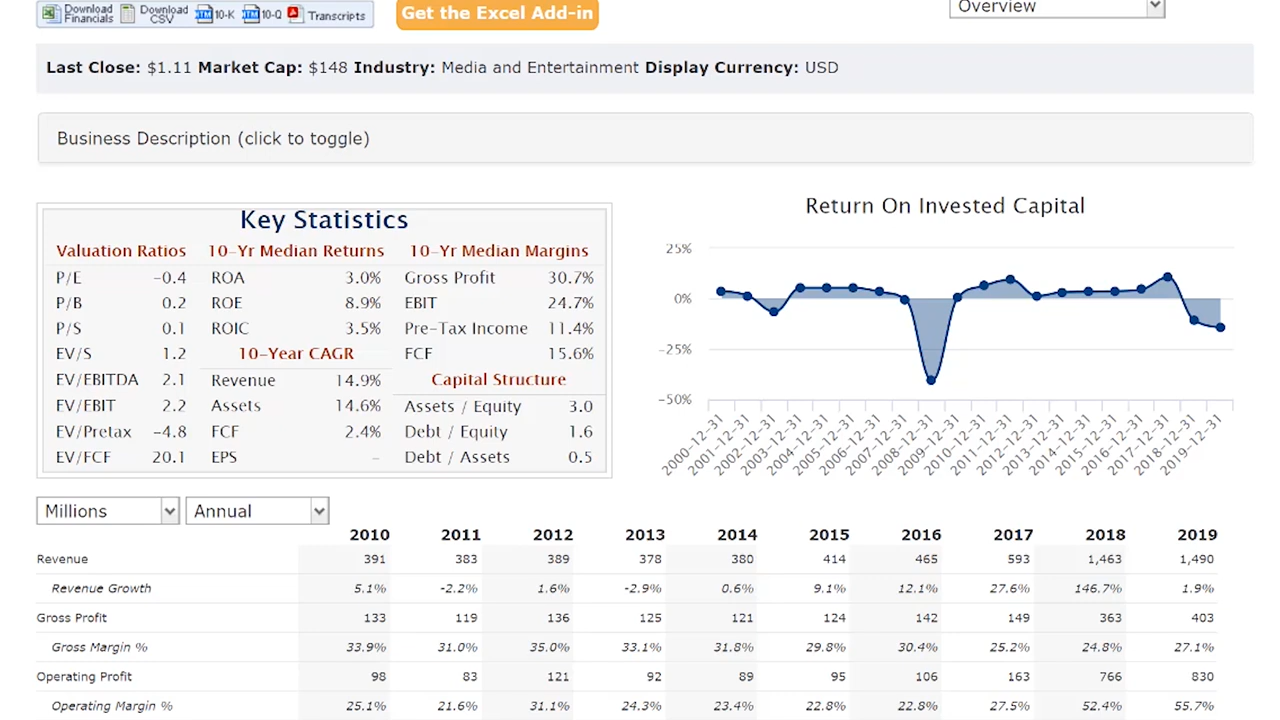 Download Financials Download CSV 10-K 10-Q Transcripts
Get the Excel Add-in
Overview
Last Close: $1.11 Market Cap: $148 Industry: Media and Entertainment Display Currency: USD
Business Description (click to toggle)
Key Statistics
Valuation Ratios 10-Yr Median Returns 10-Yr Median Margins
P/E -0.4 ROA 3.0% Gross Profit 30.7%
P/B 0.2 ROE 8.9% EBIT 24.7%
P/S 0.1 ROIC 3.5% Pre-Tax Income 11.4%
EV/S 1.2 10-Year CAGR FCF 15.6%
EV/EBITDA 2.1 Revenue 14.9% Capital Structure
EV/EBIT 2.2 Assets 14.6% Assets / Equity 3.0
EV/Pretax -4.8 FCF 2.4% Debt / Equity 1.6
EV/FCF 20.1 EPS - Debt / Assets 0.5
Return On Invested Capital
25%
0%
-25%
-50%
2000-12-31 2001-12-31 2002-12-31 2003-12-31 2004-12-31 2005-12-31 2006-12-31 2007-12-31 2008-12-31 2009-12-31 2010-12-31 2011-12-31 2012-12-31 2013-12-31 2014-12-31 2015-12-31 2016-12-31 2017-12-31 2018-12-31 2019-12-31
Millions Annual
2010 2011 2012 2013 2014 2015 2016 2017 2018 2019
Revenue 391 383 389 378 380 414 465 593 1,463 1,490
Revenue Growth 5.1% -2.2% 1.6% -2.9% 0.6% 9.1% 12.1% 27.6% 146.7% 1.9%
Gross Profit 133 119 136 125 121 124 142 149 363 403
Gross Margin % 33.9% 31.0% 35.0% 33.1% 31.8% 29.8% 30.4% 25.2% 24.8% 27.1%
Operating Profit 98 83 121 92 89 95 106 163 766 830
Operating Margin % 25.1% 21.6% 31.1% 24.3% 23.4% 22.8% 22.8% 27.5% 52.4% 55.7%